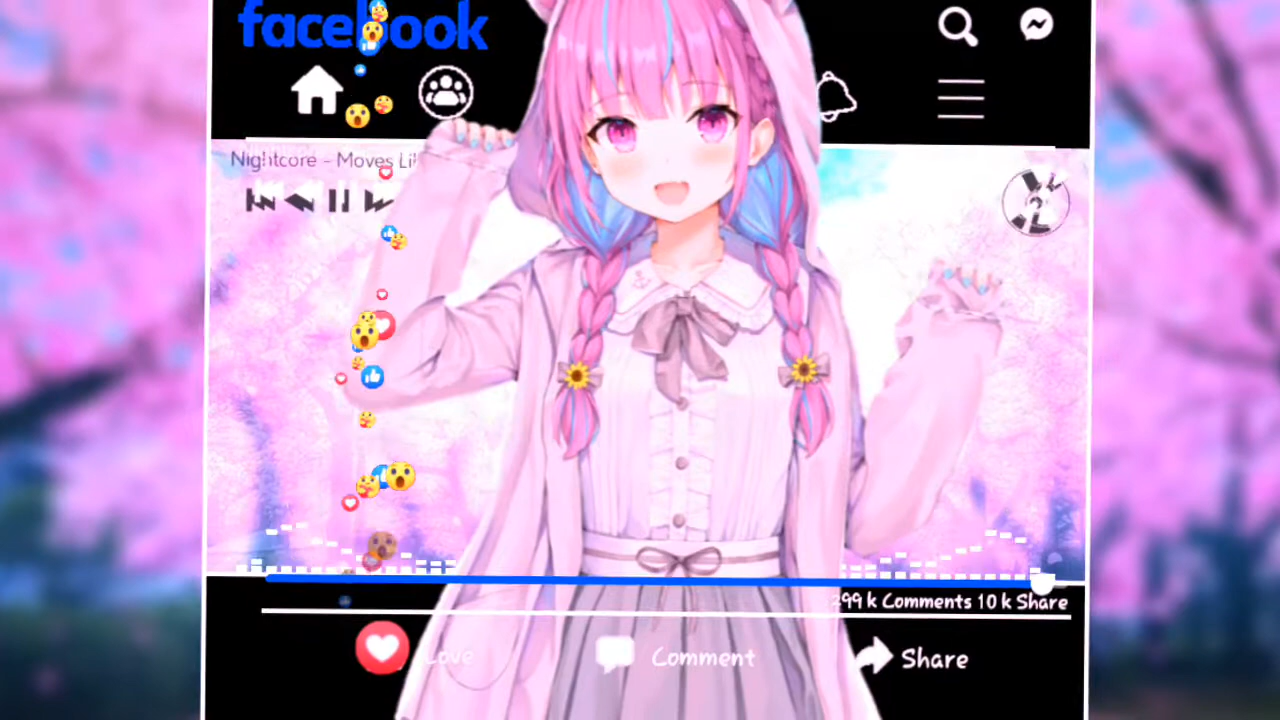 facebook
Nightcore - Moves Li
299 k Comments 10 k Share
Love
Comment
Share